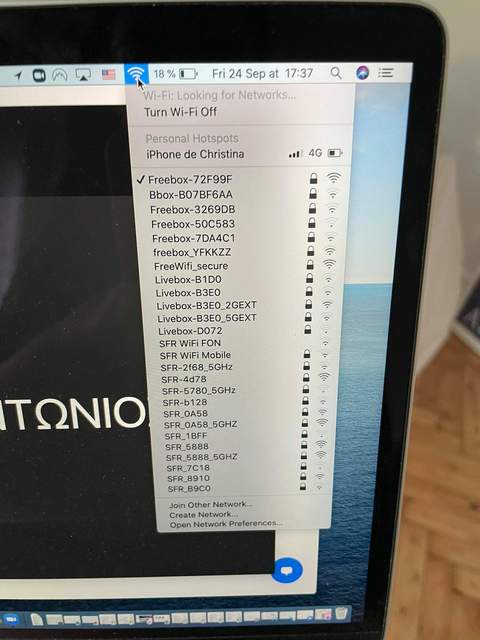 18 %
Fri 24 Sep at 17:37
Wi-Fi: Looking for Networks...
Turn Wi-Fi Off
Personal Hotspots
iPhone de Christina 4G
✓ Freebox-72F99F
Bbox-B07BF6AA
Freebox-3269DB
Freebox-50C583
Freebox-7DA4C1
freebox_YFKKZZ
FreeWifi_secure
Livebox-B1D0
Livebox-B3E0
Livebox-B3E0_2GEXT
Livebox-B3E0_5GEXT
Livebox-D072
SFR WiFi FON
SFR WiFi Mobile
SFR-2f68_5GHz
SFR-4d78
SFR-5780_5GHz
SFR-b128
SFR_0A58
SFR_0A58_5GHZ
SFR_1BFF
SFR_5888
SFR_5888_5GHZ
SFR_7C18
SFR_8910
SFR_B9C0
Join Other Network...
Create Network...
Open Network Preferences...
NTΩNIO